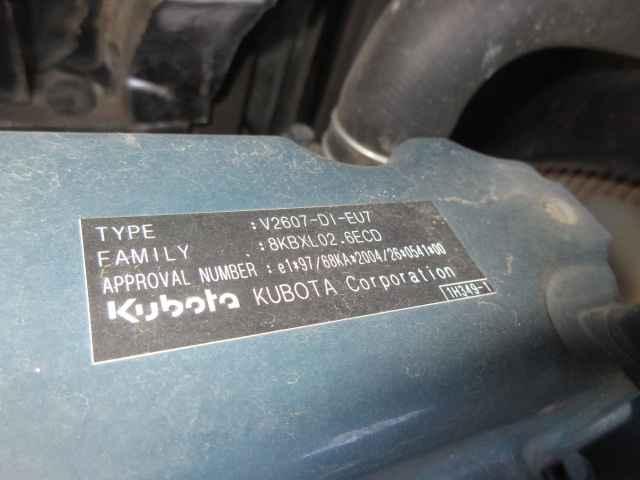 TYPE :V2607-DI-EU7
FAMILY :8KBXL02.6ECD
APPROVAL NUMBER :e1*97/68KA*2004/26*0541*00
Kubota KUBOTA Corporation
1H349-1